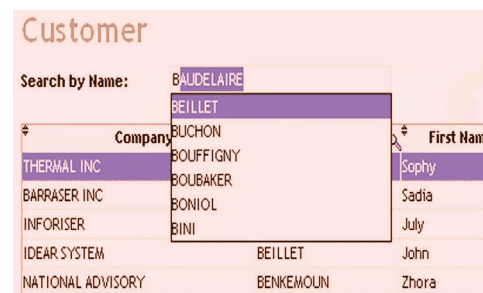 Customer
Search by Name: BAUDELAIRE
BEILLET
BUCHON
BOUFFIGNY
BOUBAKER
BONIOL
BINI
Company First Nam
THERMAL INC Sophy
BARRASER INC Sadia
INFORISER July
IDEAR SYSTEM BEILLET John
NATIONAL ADVISORY BENKEMOUN Zhora